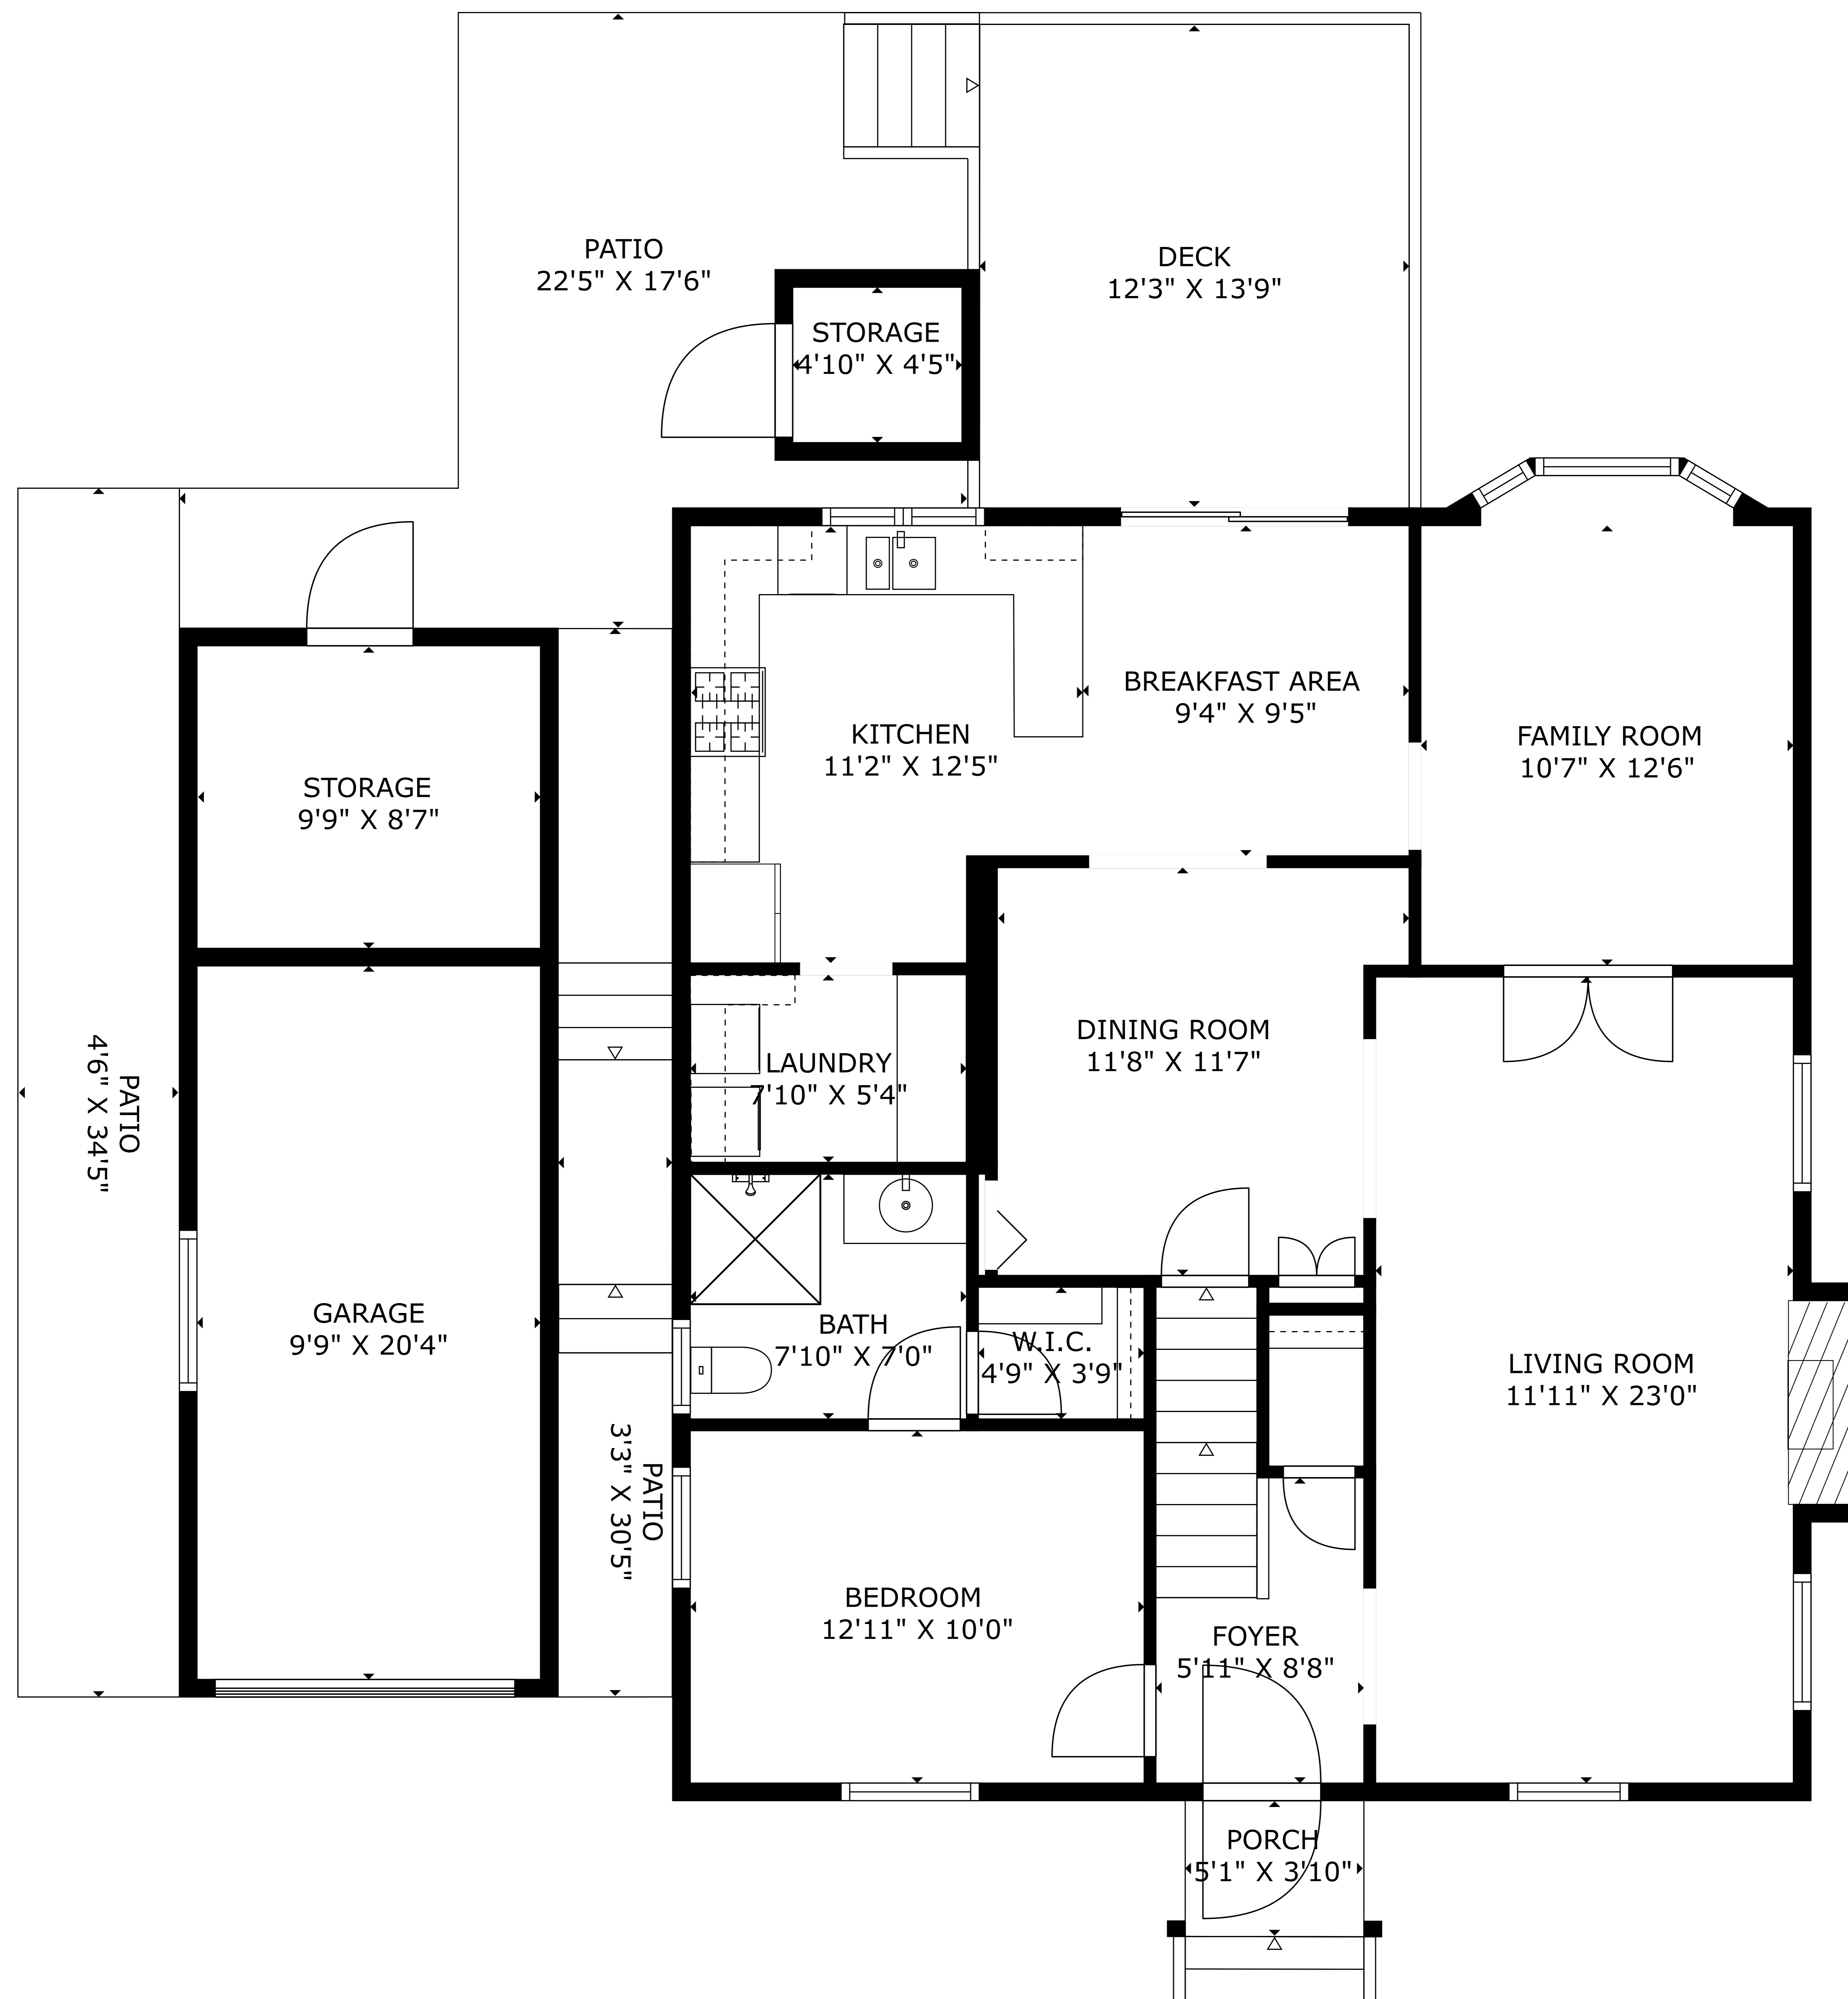 PATIO
22'5" X 17'6"
DECK
12'3" X 13'9"
STORAGE
4'10" X 4'5"
KITCHEN
11'2" X 12'5"
BREAKFAST AREA
9'4" X 9'5"
FAMILY ROOM
10'7" X 12'6"
STORAGE
9'9" X 8'7"
DINING ROOM
11'8" X 11'7"
LAUNDRY
7'10" X 5'4"
PATIO
4'6" X 34'5"
GARAGE
9'9" X 20'4"
BATH
7'10" X 7'0"
W.I.C.
4'9" X 3'9"
LIVING ROOM
11'11" X 23'0"
PATIO
3'3" X 30'5"
BEDROOM
12'11" X 10'0"
FOYER
5'11" X 8'8"
PORCH
5'1" X 3'10"